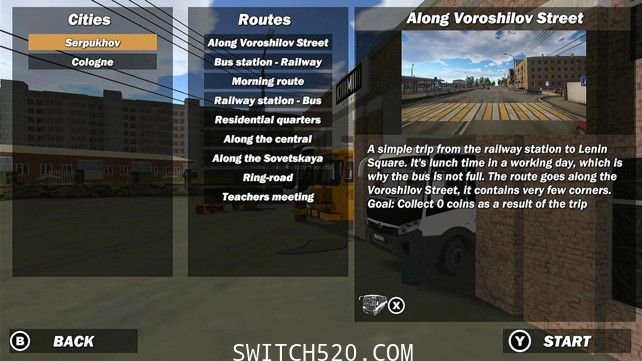 Cities
Serpukhov
Cologne
Routes
Along Voroshilov Street
Bus station - Railway
Morning route
Railway station - Bus
Residential quarters
Along the central
Along the Sovetskaya
Ring-road
Teachers meeting
Along Voroshilov Street
A simple trip from the railway station to Lenin
Square. It's lunch time in a working day, which is
why the bus is not full. The route goes along the
Voroshilov Street, it contains very few corners.
Goal: Collect 0 coins as a result of the trip
X
B BACK
Y START
SWITCH520.COM